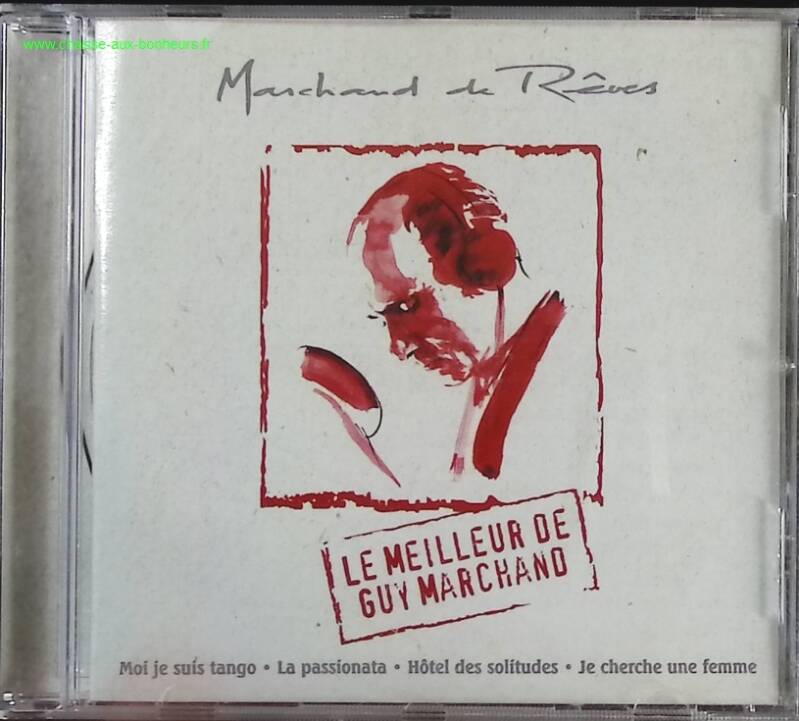 www.chasse-aux-bonheurs.fr
Marchand de Rêves
LE MEILLEUR DE
GUY MARCHAND
Moi je suis tango • La passionata • Hôtel des solitudes • Je cherche une femme